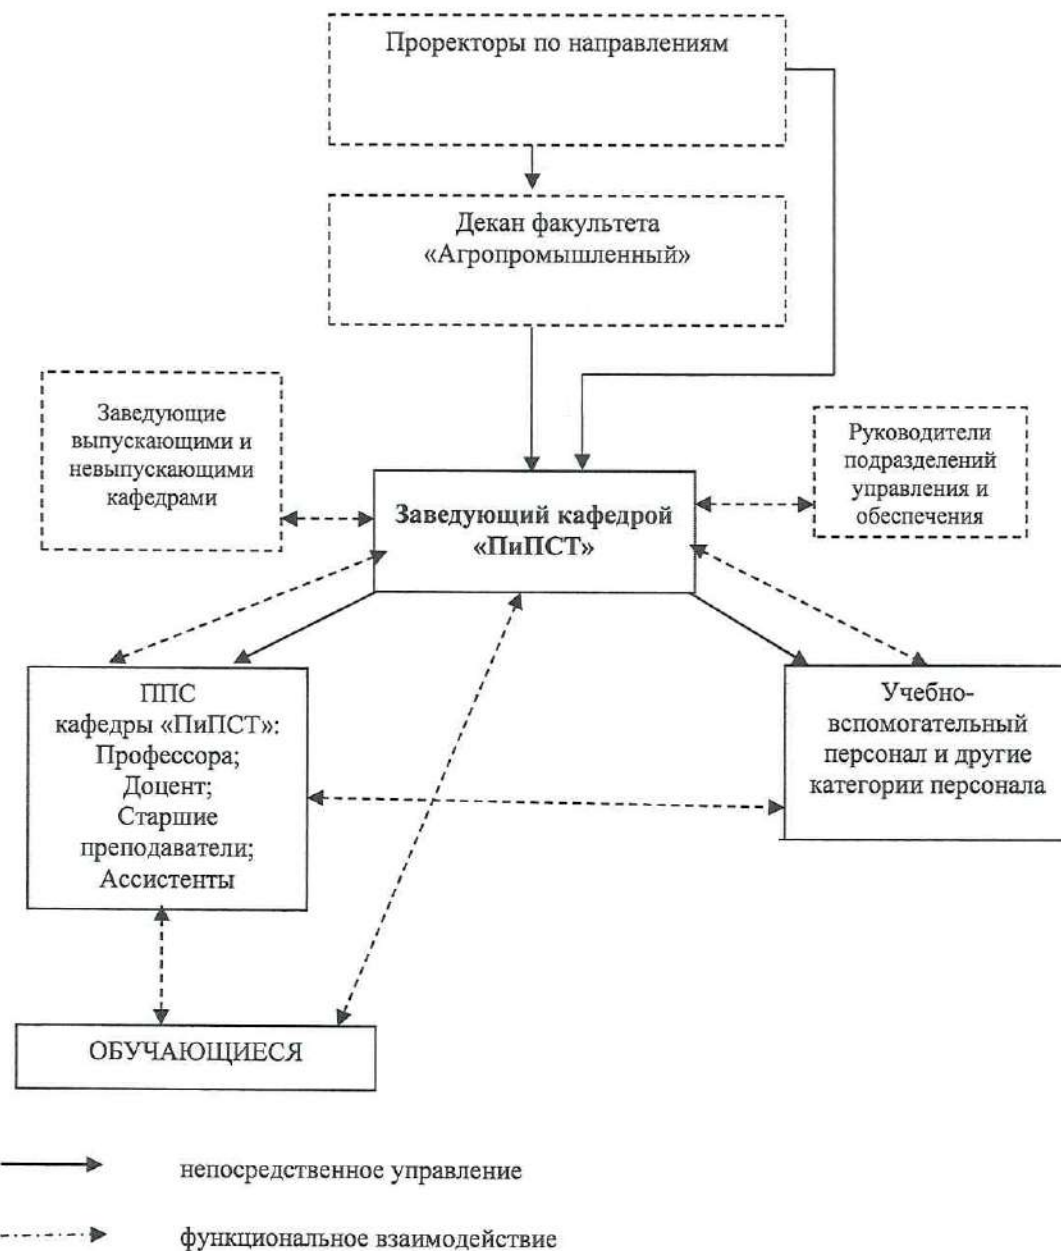 Проректоры по направлениям
Декан факультета
«Агропромышленный»
Заведующие
выпускающими и
невыпускающими
кафедрами
Руководители
подразделений
управления и
обеспечения
Заведующий кафедрой
«ПиПСТ»
ППС
кафедры «ПиПСТ»:
Профессора;
Доцент;
Старшие
преподаватели;
Ассистенты
Учебно-
вспомогательный
персонал и другие
категории персонала
ОБУЧАЮЩИЕСЯ
непосредственное управление
функциональное взаимодействие